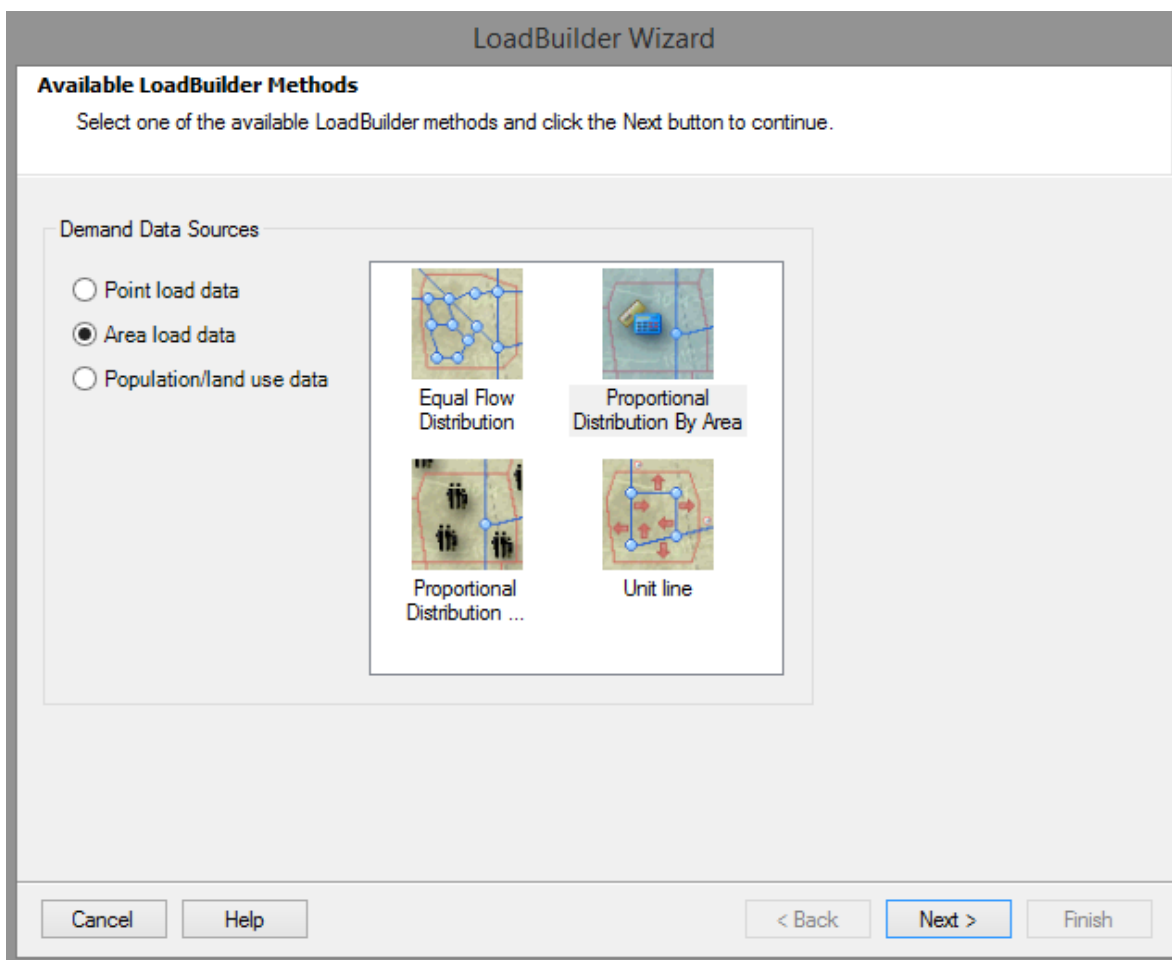 LoadBuilder Wizard
Available LoadBuilder Methods
Select one of the available LoadBuilder methods and click the Next button to continue.
Demand Data Sources
Point load data
Area load data
Population/land use data
Equal Flow
Distribution
Proportional
Distribution By Area
Proportional
Distribution ...
Unit line
Cancel
Help
< Back
Next >
Finish